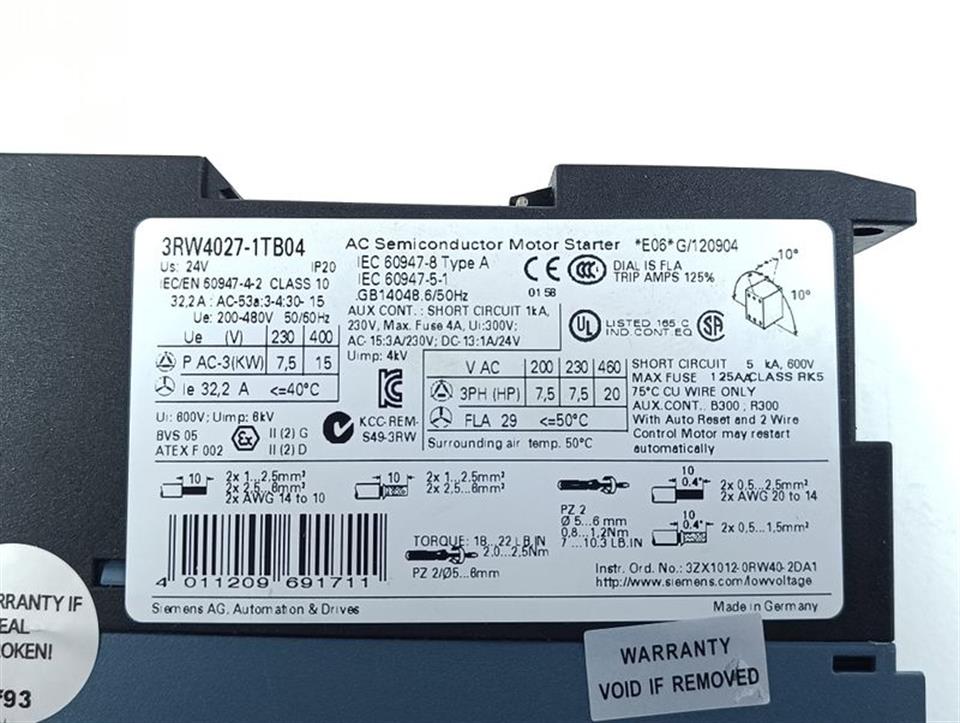 3RW4027-1TB04
Us: 24V IP20
IEC/EN 60947-4-2 CLASS 10
32,2 A : AC-53a:3-4:30- 15
Ue: 200-480V 50/60Hz
Ue (V) 230 400
P AC-3(KW) 7,5 15
Ie 32,2 A <=40°C
Ui: 600V; Uimp: 6kV
BVS 05
ATEX F 002
Ex II (2) G
II (2) D
AC Semiconductor Motor Starter *E06*G/120904
IEC 60947-8 Type A
IEC 60947-5-1
.GB14048.6/50Hz
CE 0158
CCC
DIAL IS FLA
TRIP AMPS 125%
10°
10°
AUX CONT.: SHORT CIRCUIT 1kA,
230V, Max. Fuse 4A, Ui:300V;
AC-15:3A/230V; DC-13:1A/24V
Uimp: 4kV
KCC-REM-
S49-3RW
UL LISTED 165 C
IND. CONT. EQ. SA
V AC 200 230 460
3PH (HP) 7,5 7,5 20
FLA 29 <=50°C
Surrounding air temp. 50°C
SHORT CIRCUIT 5 kA, 600V
MAX FUSE 125A/CLASS RK5
75°C CU WIRE ONLY
AUX.CONT.. B300 ; R300
With Auto Reset and 2 Wire
Control Motor may restart
automatically
10 2x 1...2,5mm²
2x 2,5...6mm²
2x AWG 14 to 10
10 2x 1...2,5mm²
2x 2,5...6mm²
PZ 2
Ø 5...6 mm
0,8...1,2Nm
7 ...10.3 LB.IN
10
0.4" 2x 0,5...2,5mm²
2x AWG 20 to 14
10
0.4" 2x 0,5...1,5mm²
TORQUE: 18...22 LB.IN
2.0...2,5Nm
PZ 2/Ø5...6mm
4 011209 691711
Instr. Ord. No.: 3ZX1012-0RW40-2DA1
http://www.siemens.com/lowvoltage
Siemens AG, Automation & Drives Made in Germany
RRANTY IF
EAL
OKEN!
93
WARRANTY
VOID IF REMOVED